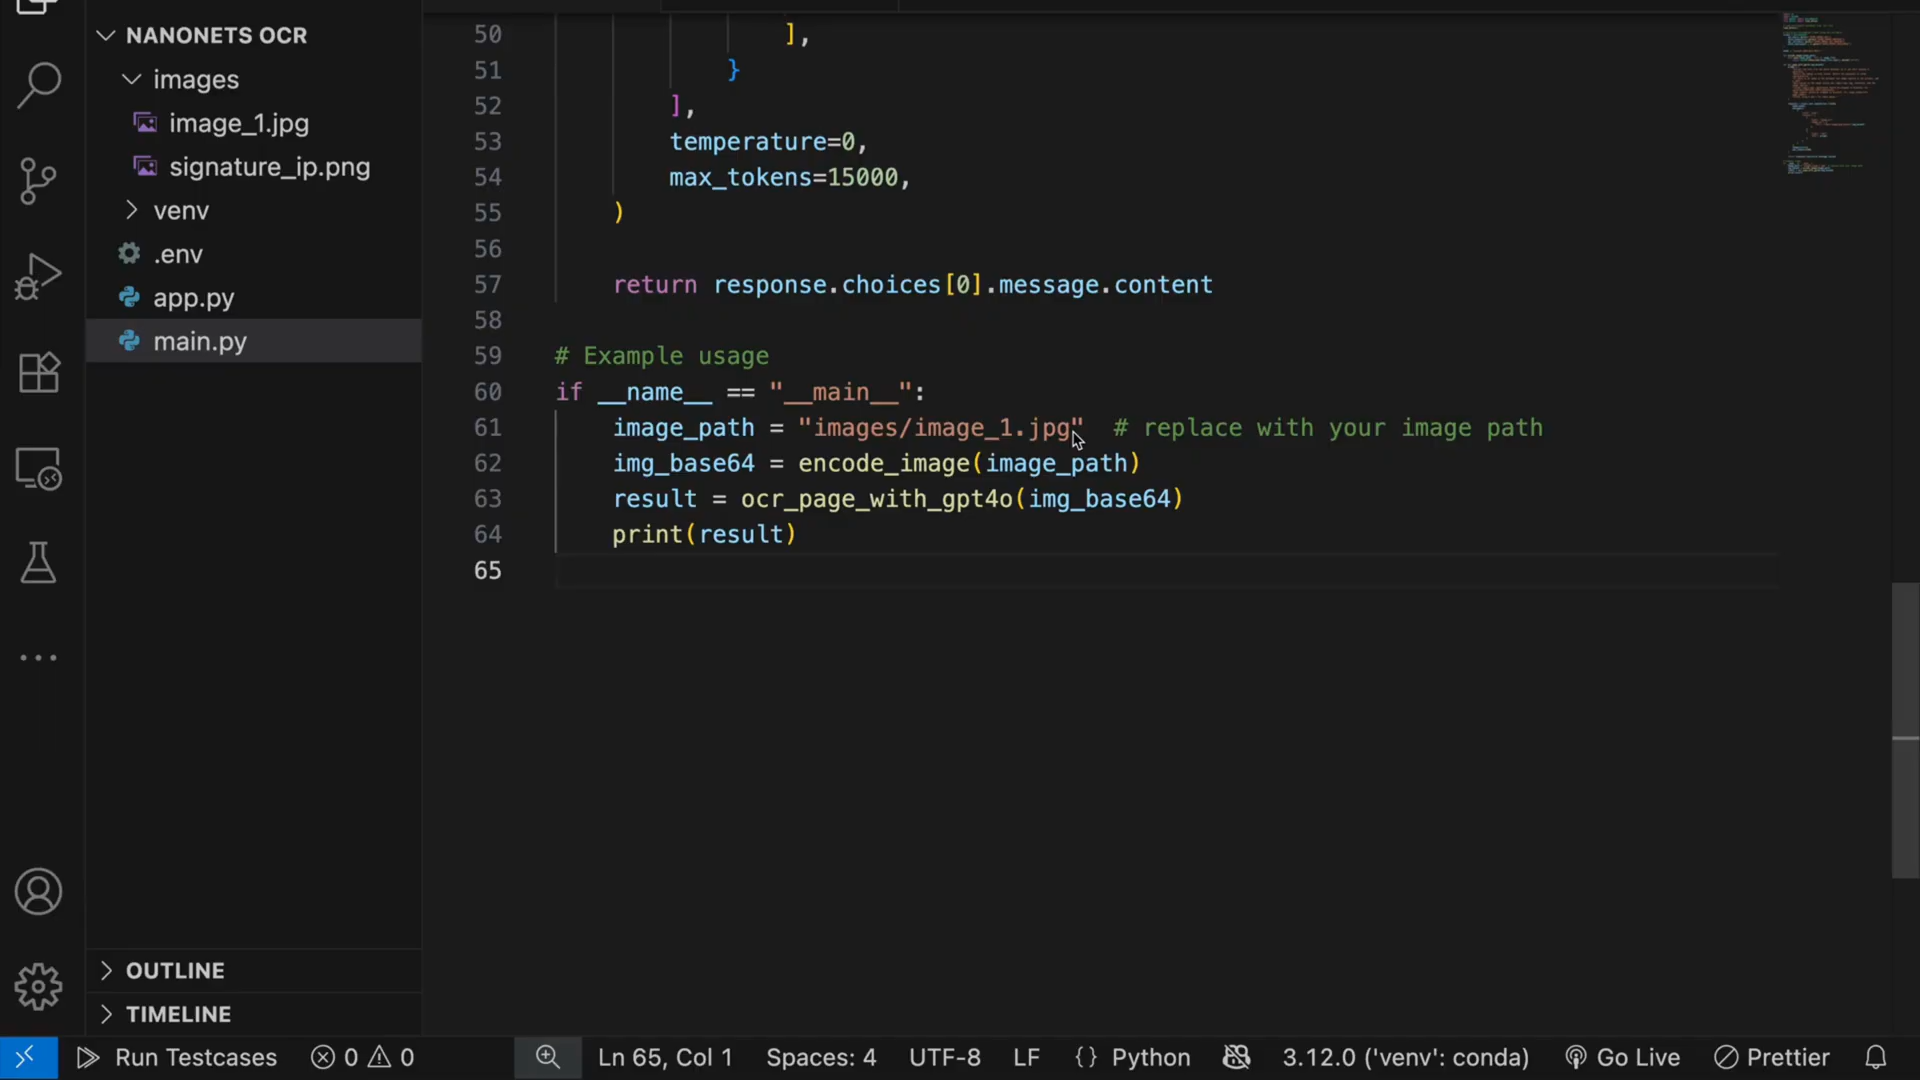 NANONETS OCR
images
image_1.jpg
signature_ip.png
venv
.env
app.py
main.py
OUTLINE
TIMELINE
50 ],
51 }
52 ],
53 temperature=0,
54 max_tokens=15000,
55 )
56
57 return response.choices[0].message.content
58
59 # Example usage
60 if __name__ == "__main__":
61 image_path = "images/image_1.jpg" # replace with your image path
62 img_base64 = encode_image(image_path)
63 result = ocr_page_with_gpt4o(img_base64)
64 print(result)
65
Run Testcases 0 0 Ln 65, Col 1 Spaces: 4 UTF-8 LF {} Python 3.12.0 ('venv': conda) Go Live Prettier